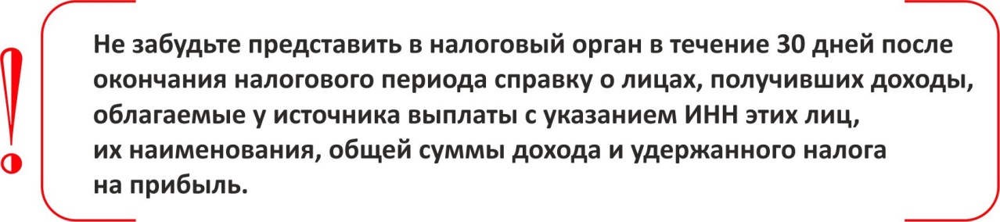 Не забудьте представить в налоговый орган в течение 30 дней после
окончания налогового периода справку о лицах, получивших доходы,
облагаемые у источника выплаты с указанием ИНН этих лиц,
их наименования, общей суммы дохода и удержанного налога
на прибыль.